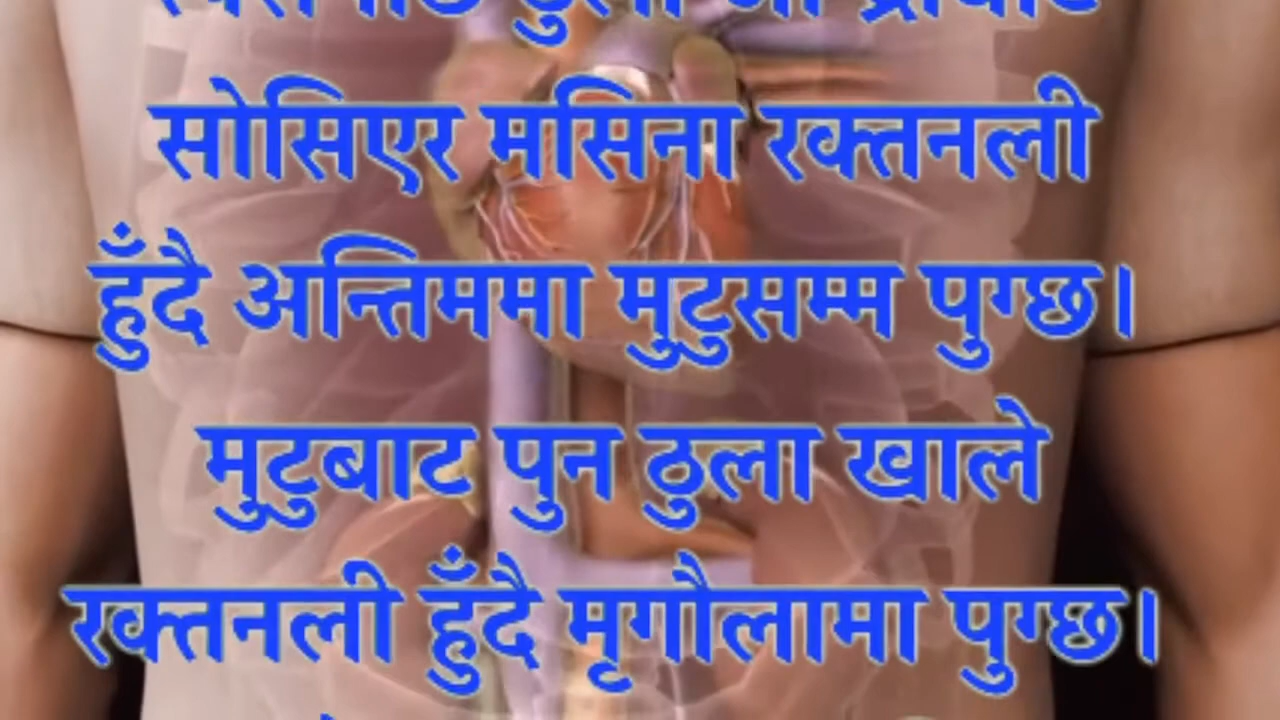 सोसिएर मसिना रक्तनली
हुँदै अन्तिममा मुटुसम्म पुग्छ।
मुटुबाट पुन ठुला खाले
रक्तनली हुँदै मृगौलामा पुग्छ।